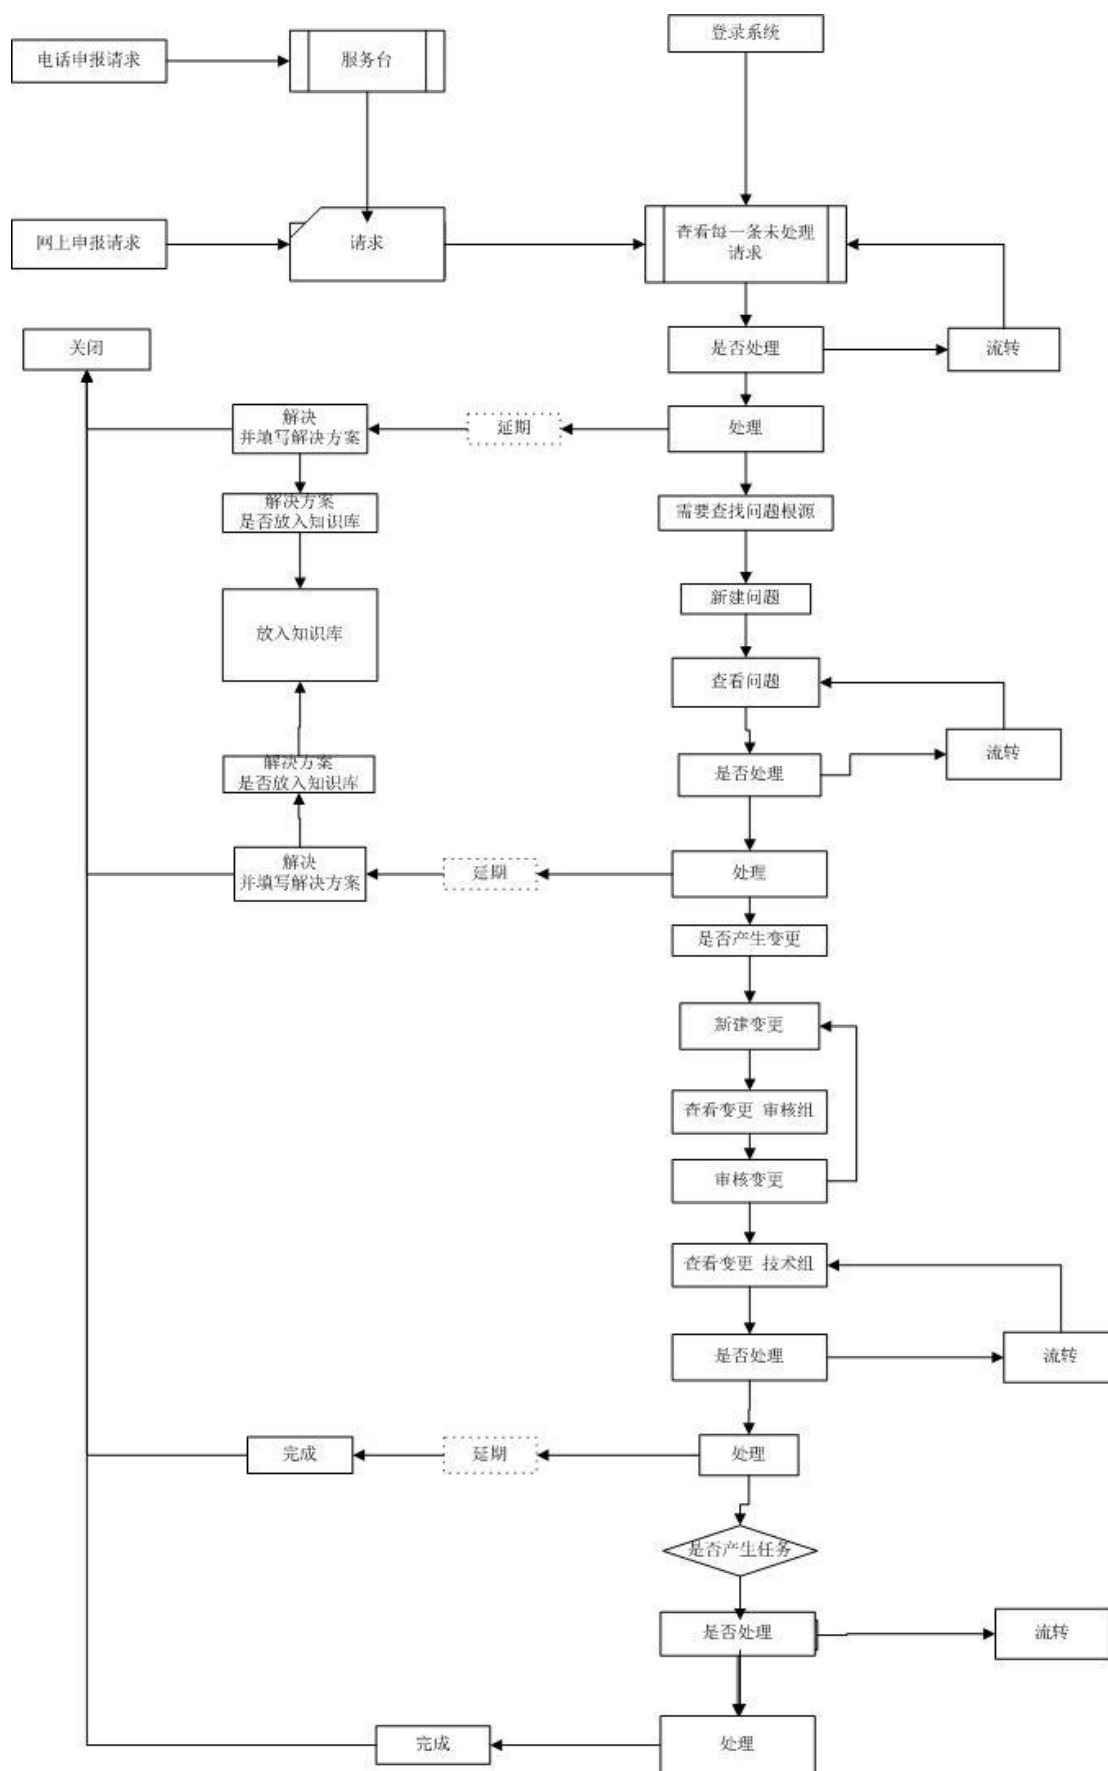 登录系统
电话申报请求
服务台
网上申报请求
请求
查看每一条未处理
请求
关闭
是否处理
流转
解决
并填写解决方案
延期
处理
解决方案
是否放入知识库
需要查找问题根源
新建问题
放入知识库
查看问题
流转
解决方案
是否放入知识库
是否处理
解决
并填写解决方案
延期
处理
是否产生变更
新建变更
查看变更 审核组
审核变更
查看变更 技术组
是否处理
流转
完成
延期
处理
是否产生任务
是否处理
流转
完成
处理